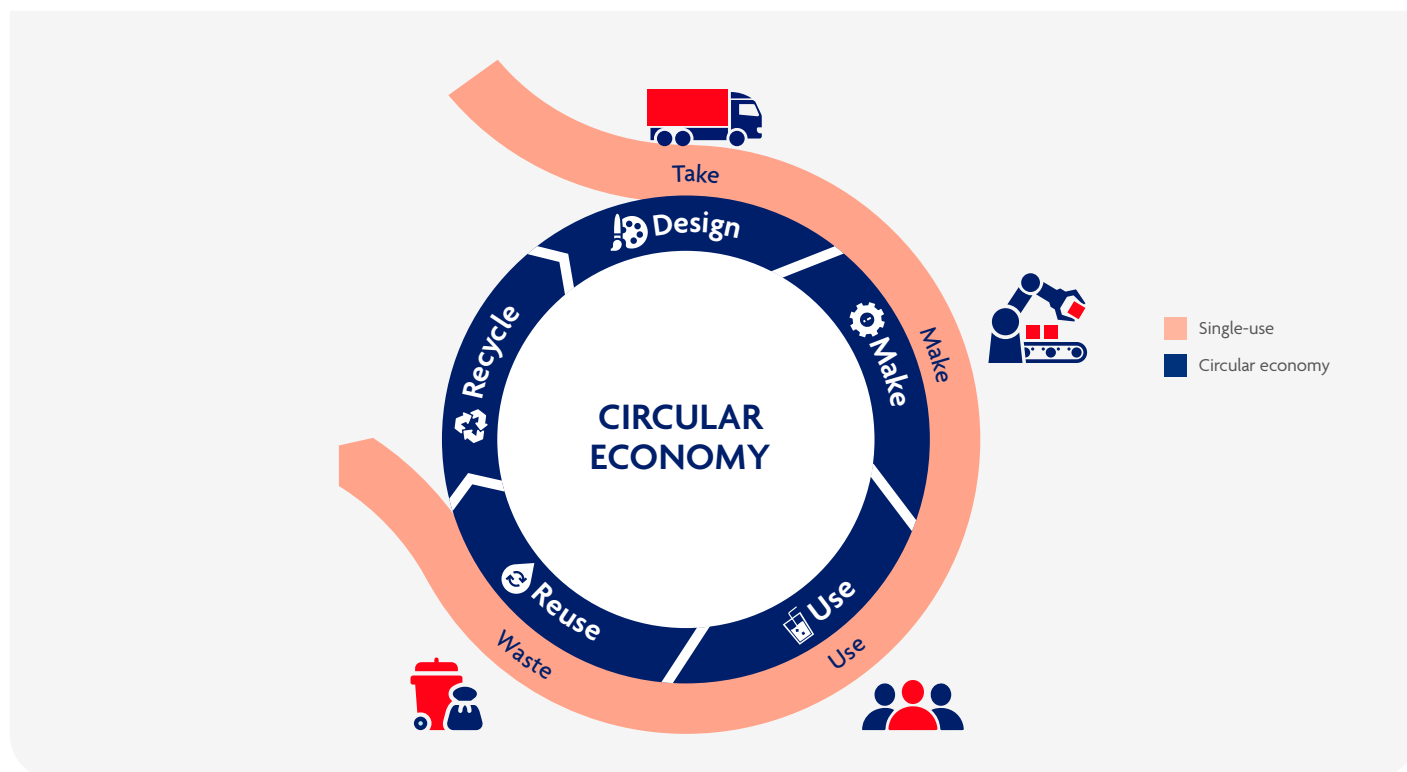 Take
Design
Make
Make
Use
Use
Reuse
Waste
Recycle
CIRCULAR
ECONOMY
Single-use
Circular economy